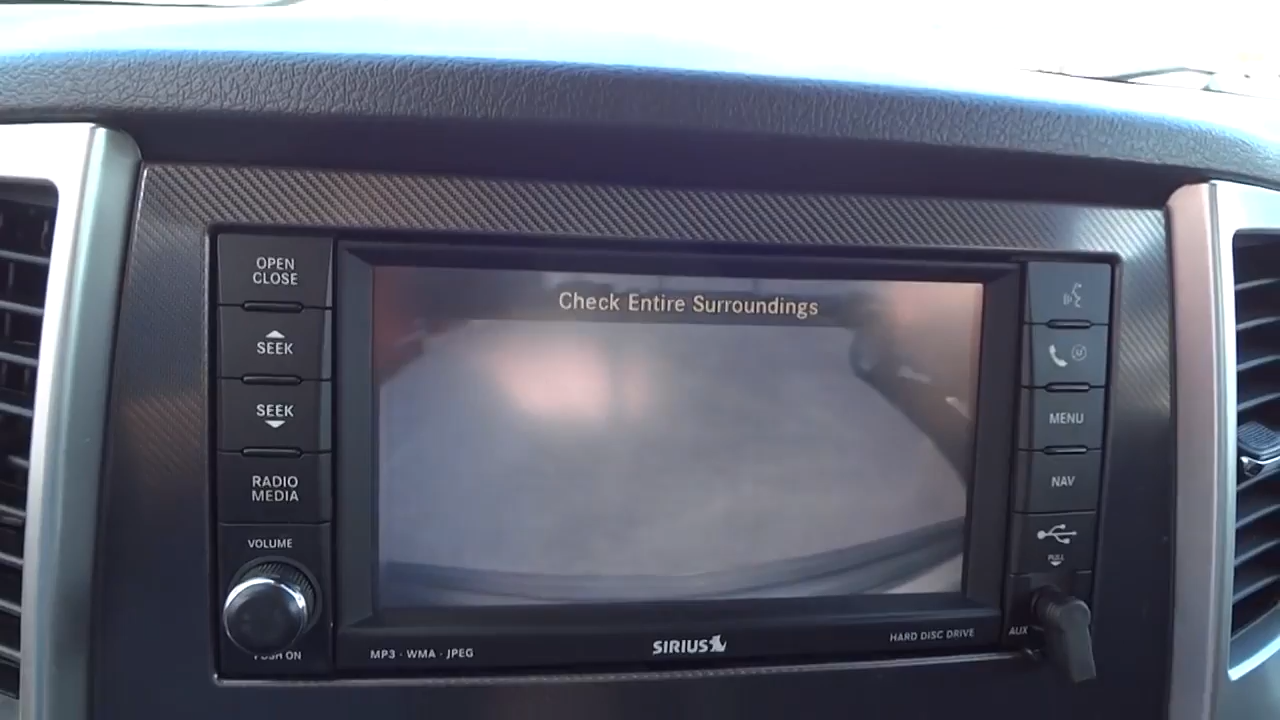 OPEN
CLOSE
SEEK
SEEK
RADIO
MEDIA
VOLUME
PUSH ON
Check Entire Surroundings
MP3 · WMA · JPEG
SIRIUS
HARD DISC DRIVE
MENU
NAV
PULL
AUX